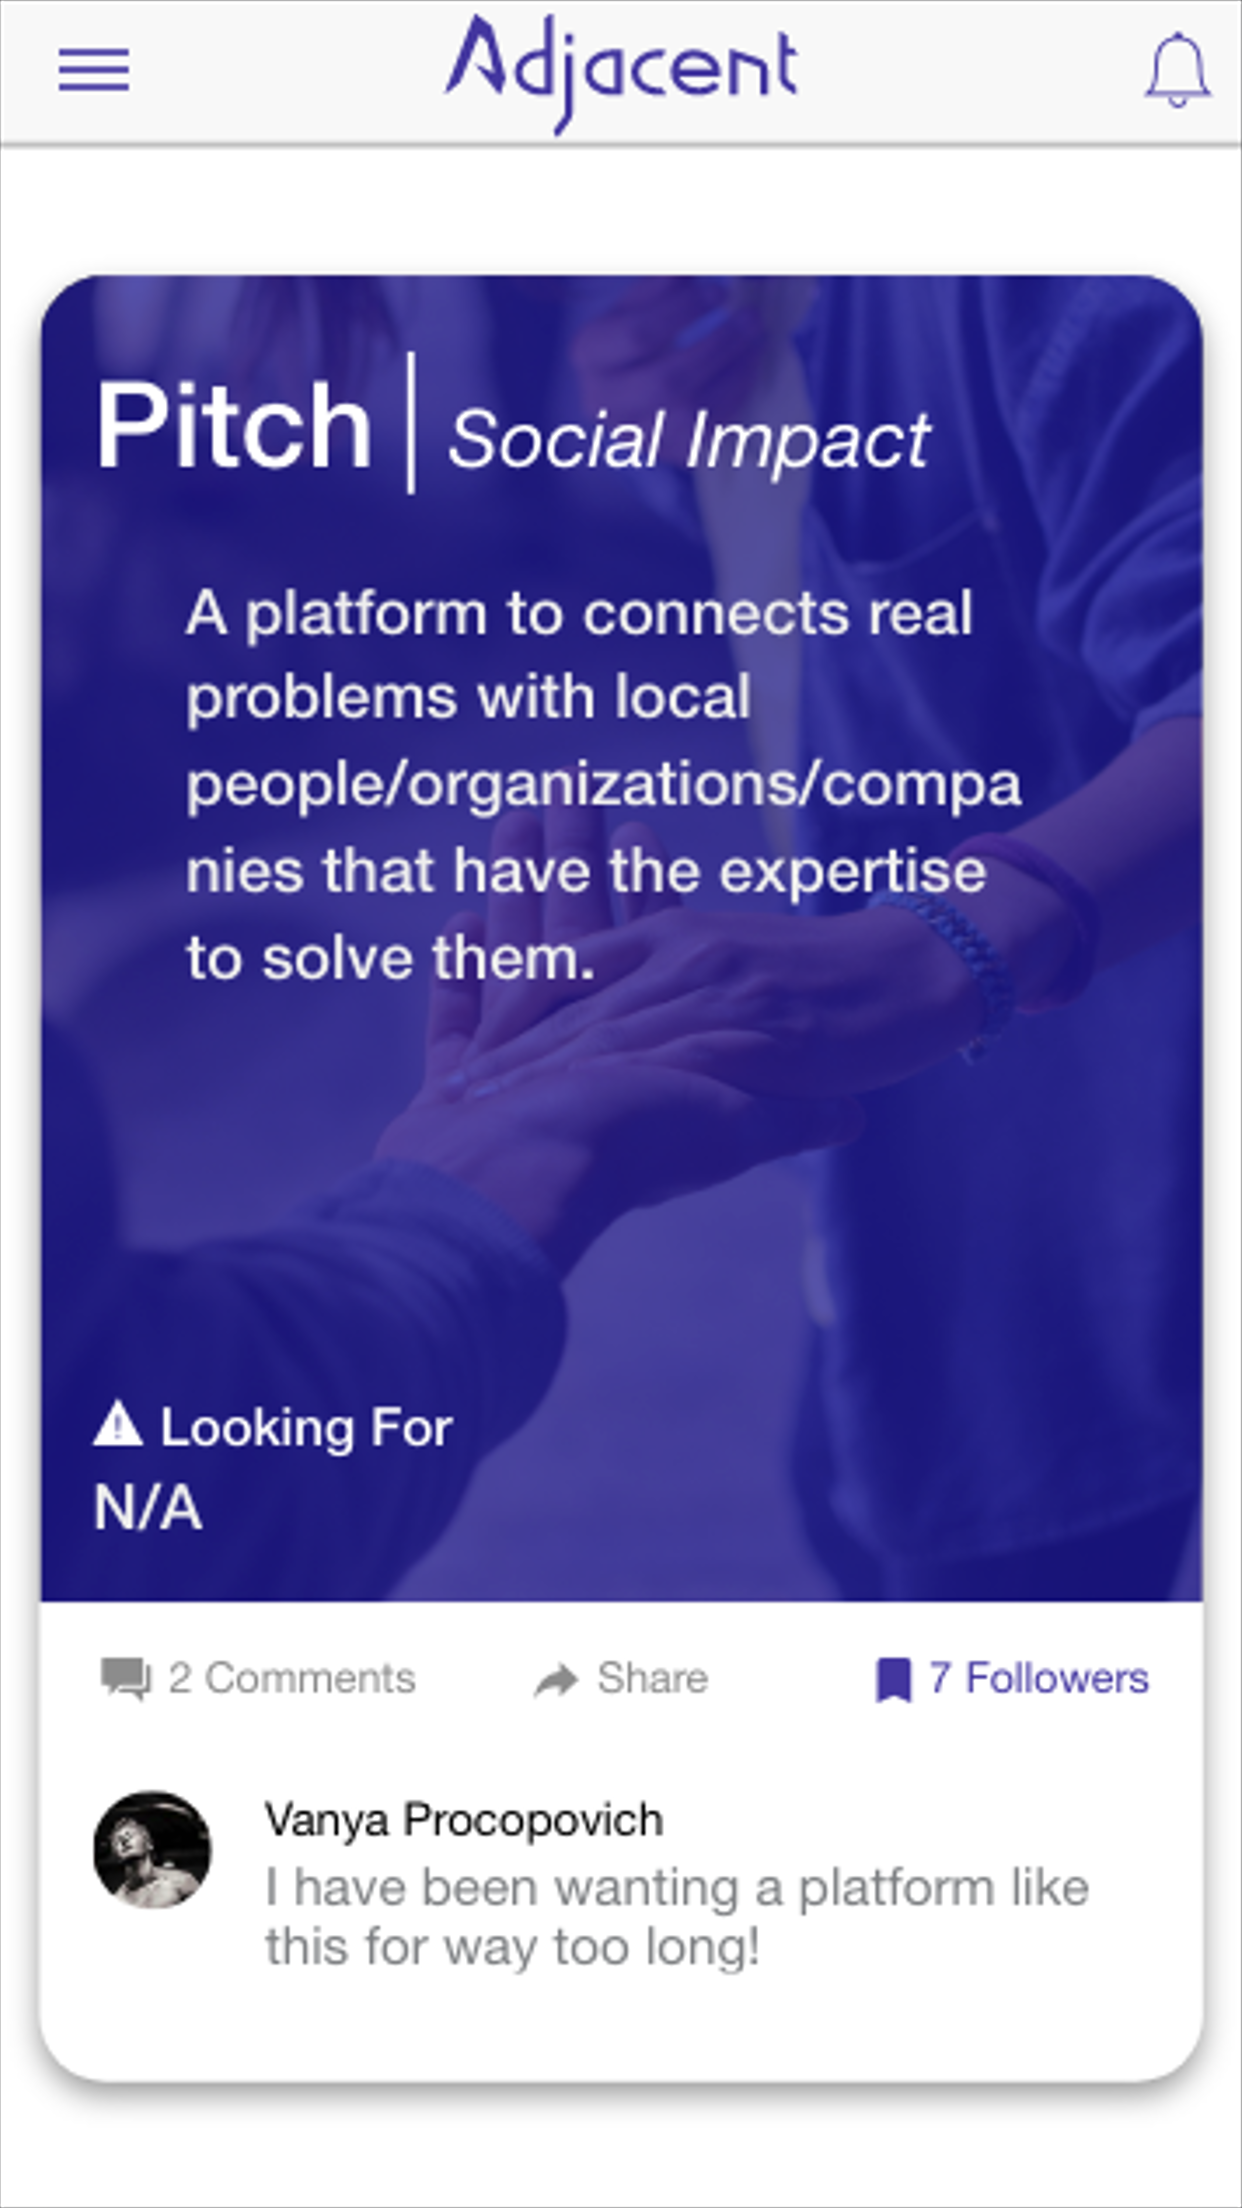 Adjacent
Pitch | Social Impact
A platform to connects real
problems with local
people/organizations/compa
nies that have the expertise
to solve them.
Looking For
N/A
2 Comments Share 7 Followers
Vanya Procopovich
I have been wanting a platform like
this for way too long!